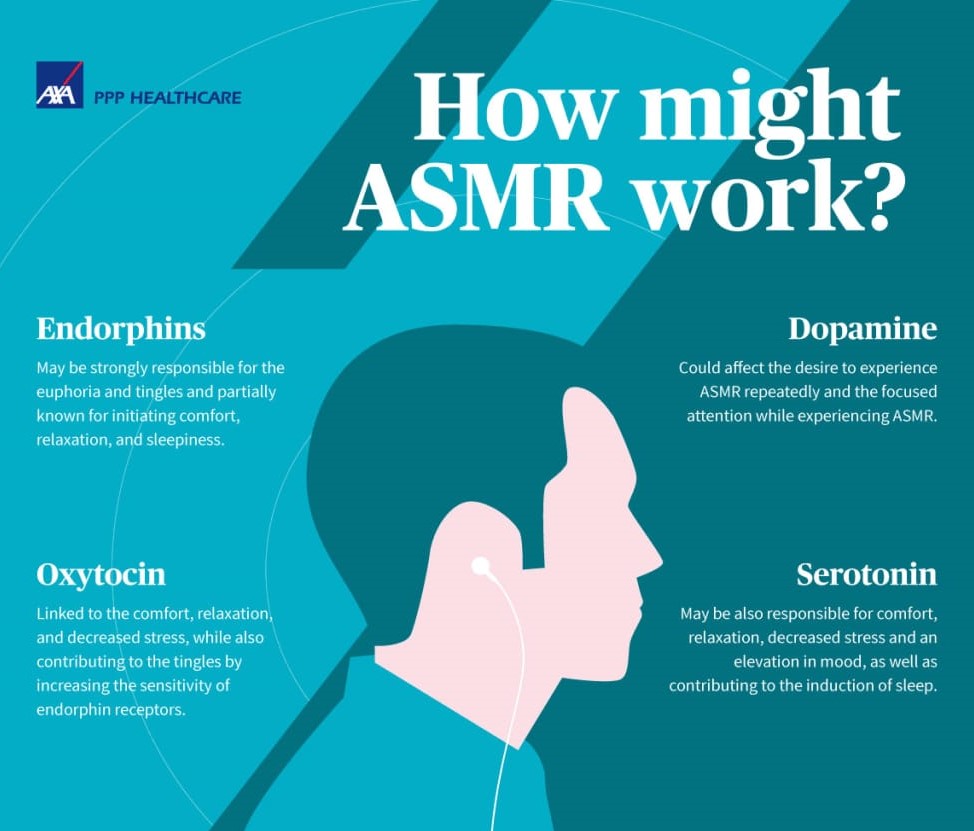 AXA PPP HEALTHCARE
How might
ASMR work?
Endorphins
May be strongly responsible for the
euphoria and tingles and partially
known for initiating comfort,
relaxation, and sleepiness.
Dopamine
Could affect the desire to experience
ASMR repeatedly and the focused
attention while experiencing ASMR.
Oxytocin
Linked to the comfort, relaxation,
and decreased stress, while also
contributing to the tingles by
increasing the sensitivity of
endorphin receptors.
Serotonin
May be also responsible for comfort,
relaxation, decreased stress and an
elevation in mood, as well as
contributing to the induction of sleep.